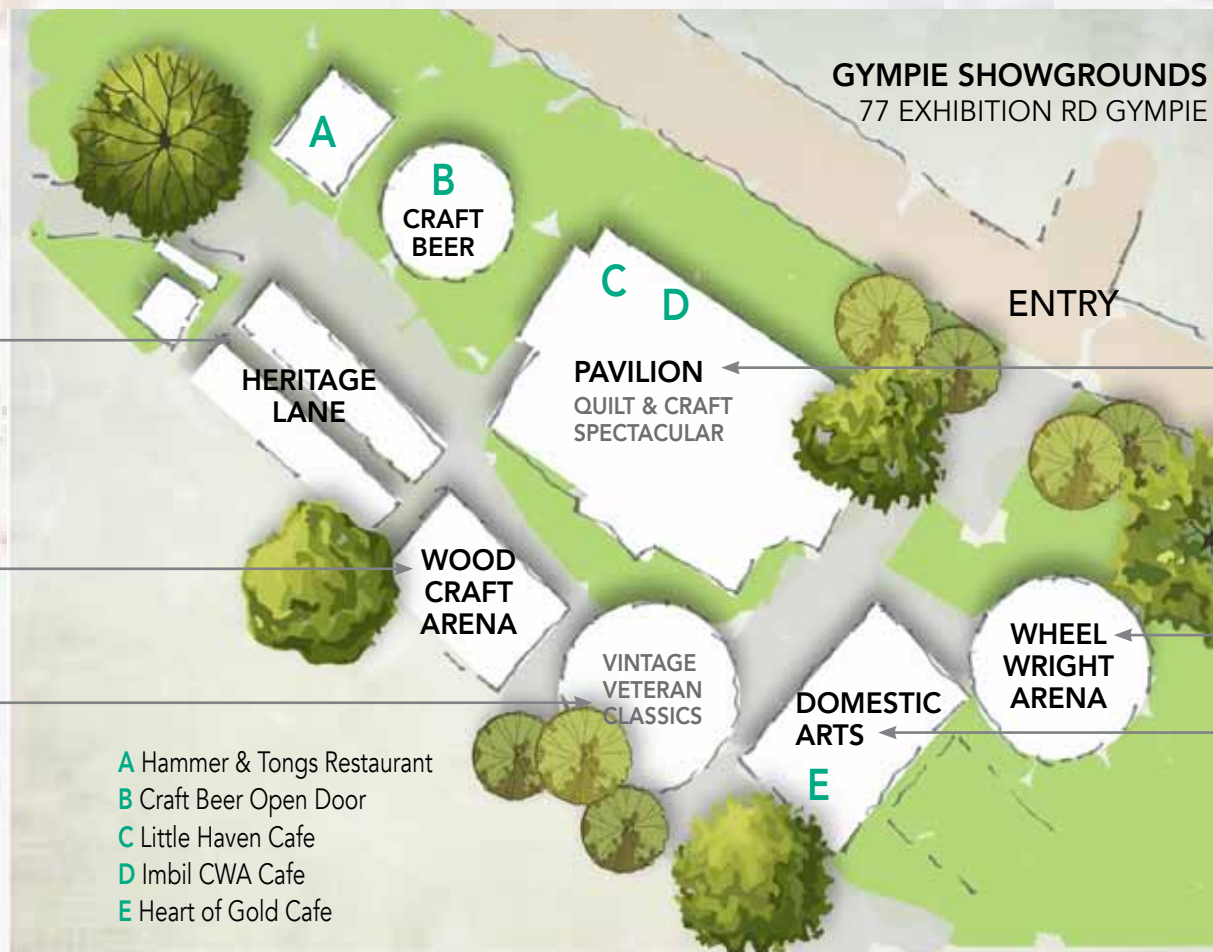 GYMPIE SHOWGROUNDS
77 EXHIBITION RD GYMPIE
A
B
CRAFT
BEER
C
D
ENTRY
PAVILION
QUILT & CRAFT
SPECTACULAR
HERITAGE
LANE
WOOD
CRAFT
ARENA
VINTAGE
VETERAN
CLASSICS
WHEEL
WRIGHT
ARENA
DOMESTIC
ARTS
E
A Hammer & Tongs Restaurant
B Craft Beer Open Door
C Little Haven Cafe
D Imbil CWA Cafe
E Heart of Gold Cafe